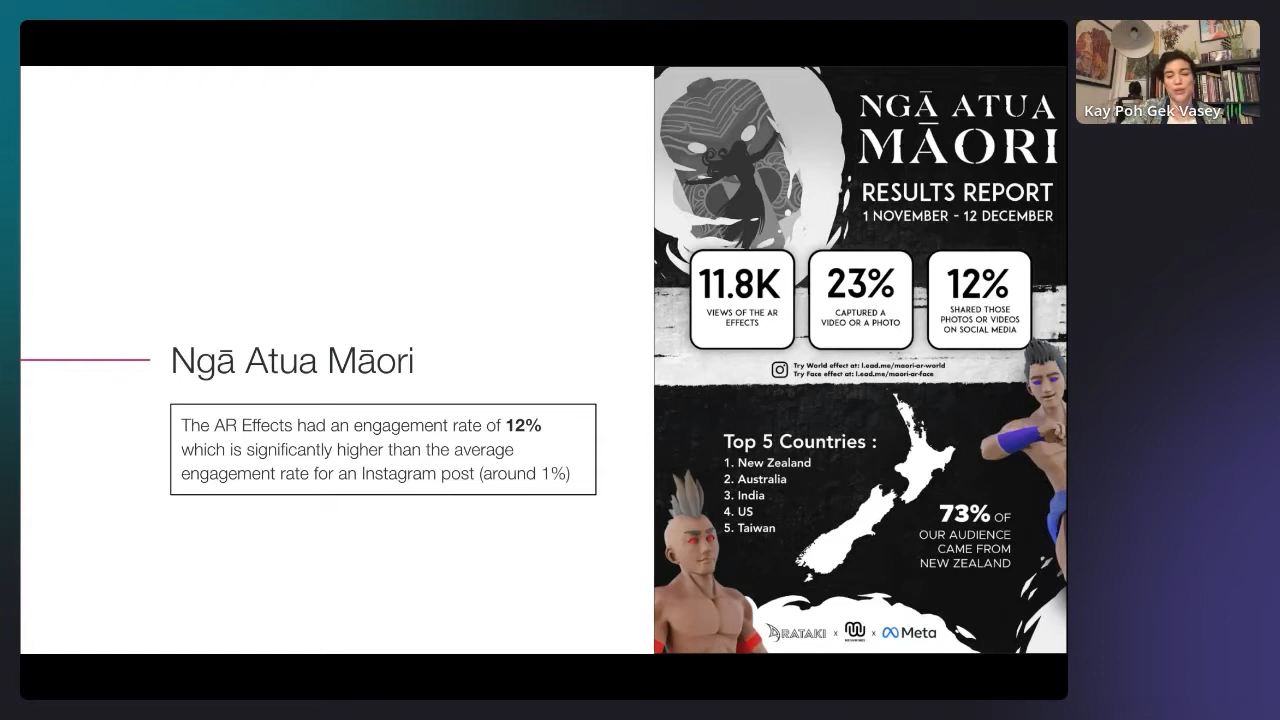 Ngā Atua Māori
The AR Effects had an engagement rate of 12%
which is significantly higher than the average
engagement rate for an Instagram post (around 1%)
NGĀ ATUA
MĀORI
RESULTS REPORT
1 NOVEMBER - 12 DECEMBER
11.8K
VIEWS OF THE AR
EFFECTS
23%
CAPTURED A
VIDEO OR A PHOTO
12%
SHARED THOSE
PHOTOS OR VIDEOS
ON SOCIAL MEDIA
Try World effect at: l.ead.me/maori-ar-world
Try Face effect at: l.ead.me/maori-ar-face
Top 5 Countries :
1. New Zealand
2. Australia
3. India
4. US
5. Taiwan
73% OF
OUR AUDIENCE
CAME FROM
NEW ZEALAND
ARATAKI x x Meta
Kay Poh Gek Vasey